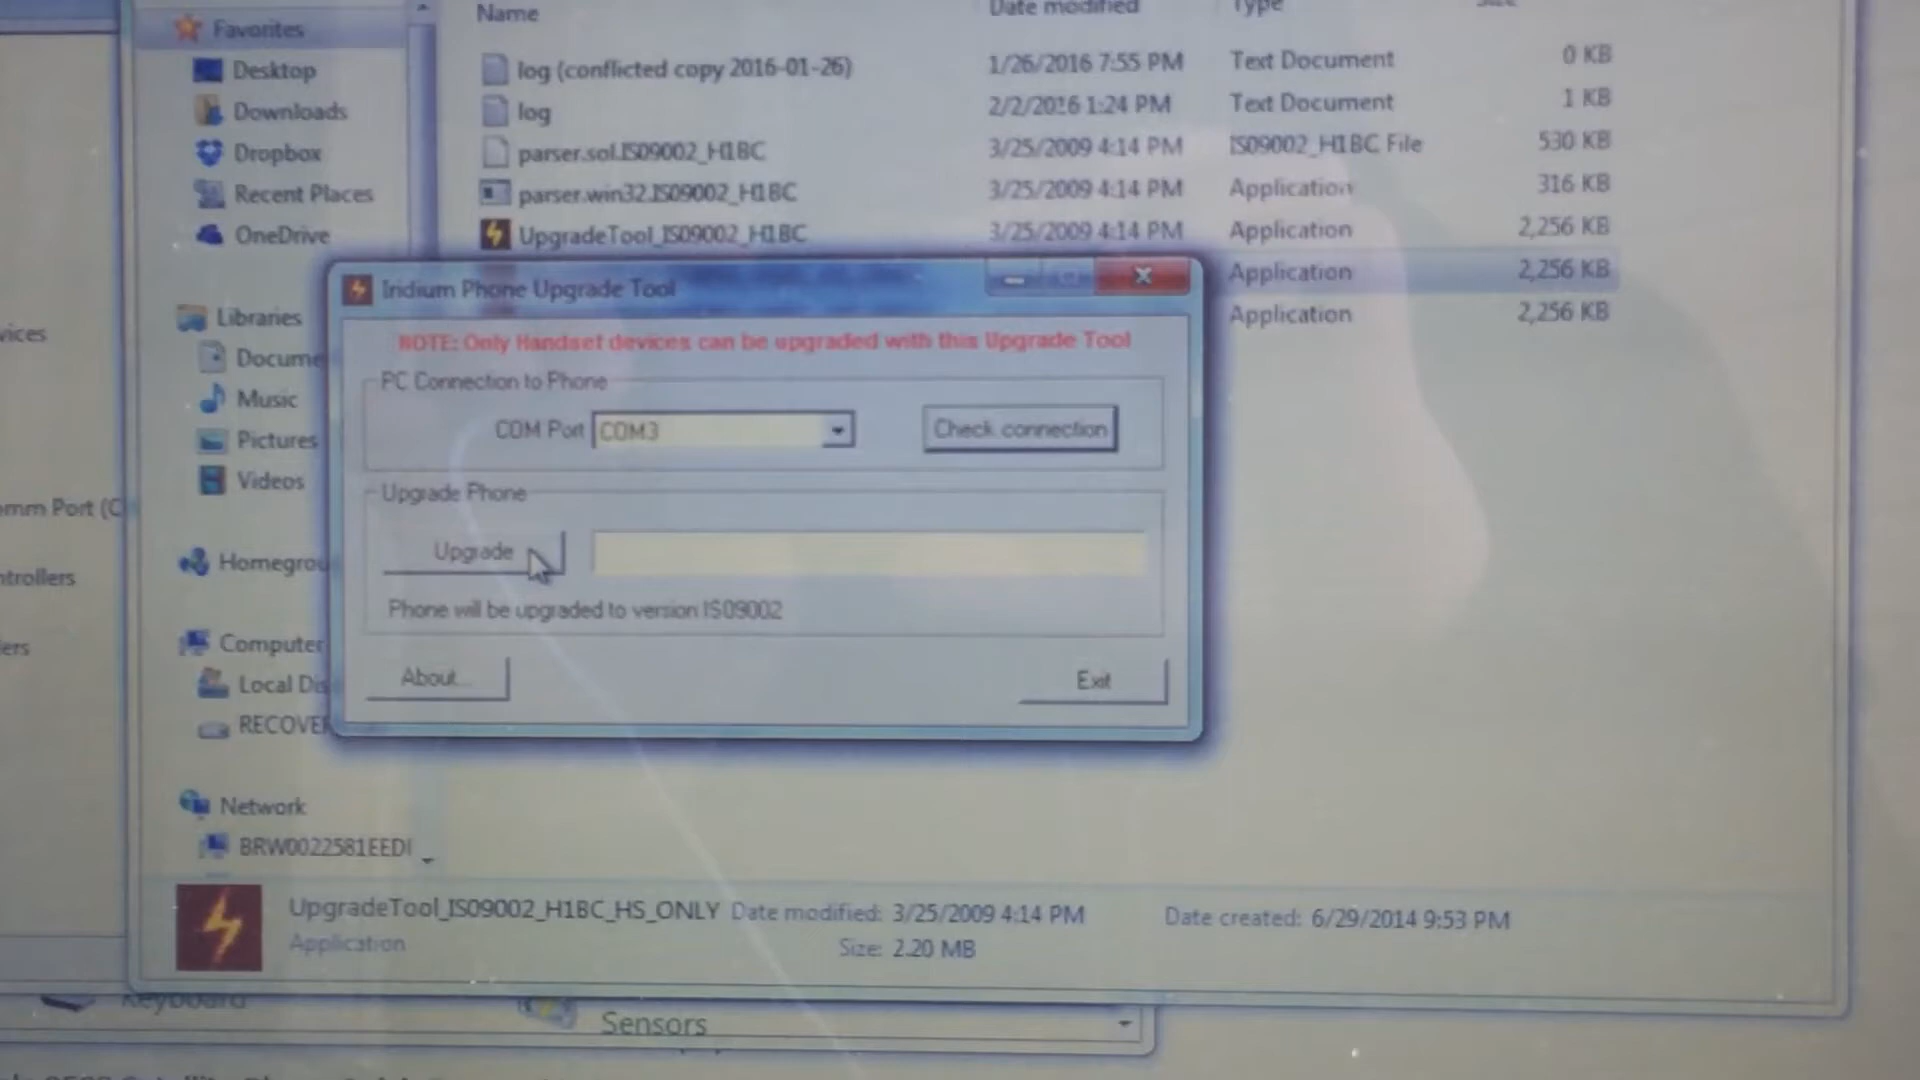 Name Date modified Type
Favorites
Desktop
Downloads
Dropbox
Recent Places
OneDrive
log (conflicted copy 2016-01-26) 1/26/2016 7:55 PM Text Document 0 KB
log 2/2/2016 1:24 PM Text Document 1 KB
parser.sol.IS09002_H1BC 3/25/2009 4:14 PM IS09002_H1BC File 530 KB
parser.win32.IS09002_H1BC 3/25/2009 4:14 PM Application 316 KB
UpgradeTool_IS09002_H1BC 3/25/2009 4:14 PM Application 2,256 KB
Application 2,256 KB
Application 2,256 KB
Libraries
Docume
Music
Pictures
Videos
Homegrou
Computer
Local Dis
RECOVER
Network
BRW0022581EEDI
Iridium Phone Upgrade Tool
NOTE: Only Handset devices can be upgraded with this Upgrade Tool
PC Connection to Phone
COM Port COM3 Check connection
Upgrade Phone
Upgrade
Phone will be upgraded to version IS09002
About... Exit
vices
omm Port (C
ntrollers
ers
UpgradeTool_IS09002_H1BC_HS_ONLY Date modified: 3/25/2009 4:14 PM Date created: 6/29/2014 9:53 PM
Application Size: 2.20 MB
Keyboard
Sensors